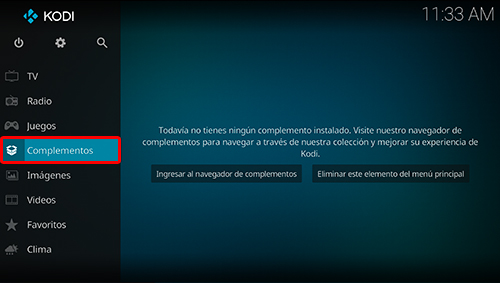 KODI
11:33 AM
TV
Radio
Juegos
Complementos
Imágenes
Videos
Favoritos
Clima
Todavía no tienes ningún complemento instalado. Visite nuestro navegador de
complementos para navegar a través de nuestra colección y mejorar su experiencia de
Kodi.
Ingresar al navegador de complementos
Eliminar este elemento del menú principal